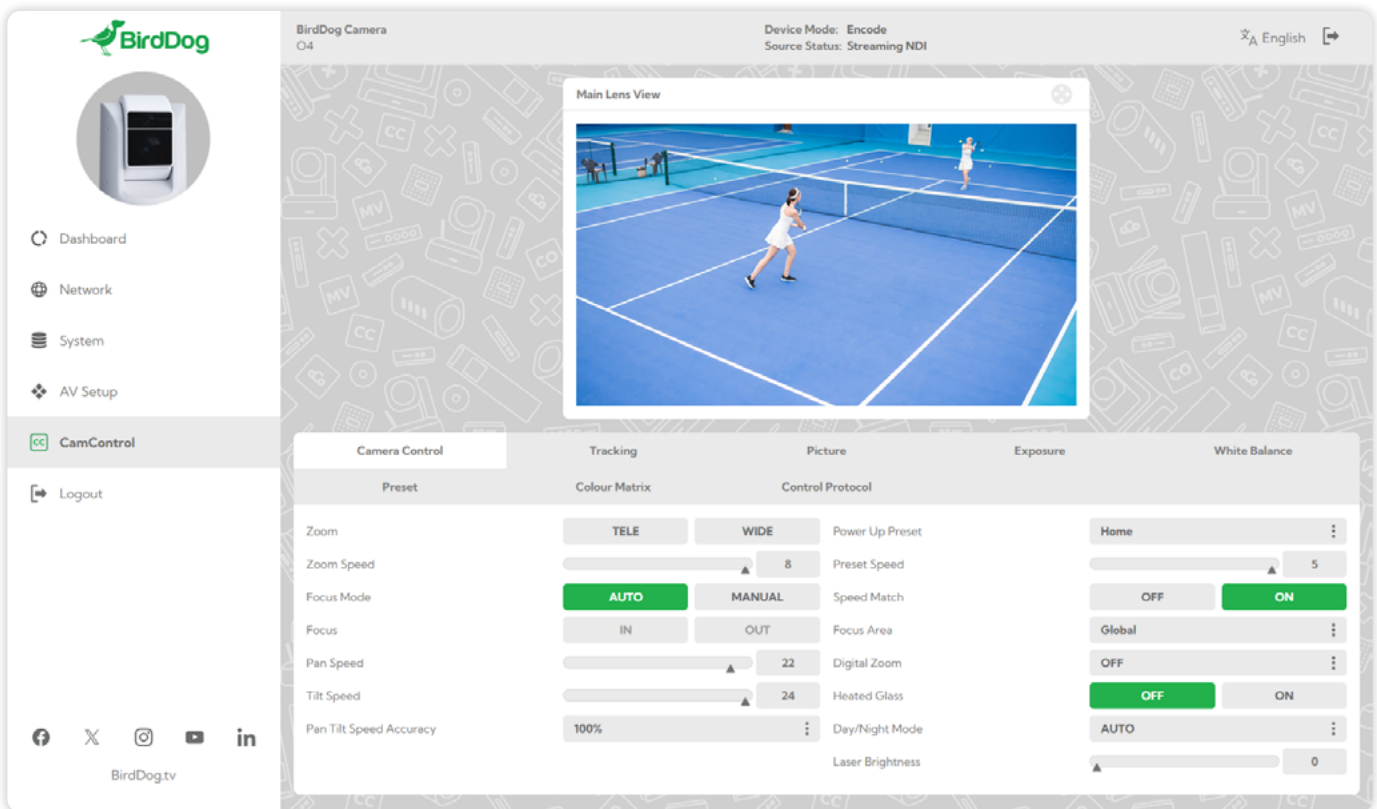 BirdDog
BirdDog Camera
O4
Device Mode: Encode
Source Status: Streaming NDI
English
Main Lens View
Dashboard
Network
System
AV Setup
CC CamControl
Logout
BirdDog.tv
Camera Control Tracking Picture Exposure White Balance
Preset Colour Matrix Control Protocol
Zoom TELE WIDE Power Up Preset Home
Zoom Speed 8 Preset Speed 5
Focus Mode AUTO MANUAL Speed Match OFF ON
Focus IN OUT Focus Area Global
Pan Speed 22 Digital Zoom OFF
Tilt Speed 24 Heated Glass OFF ON
Pan Tilt Speed Accuracy 100% Day/Night Mode AUTO
Laser Brightness 0